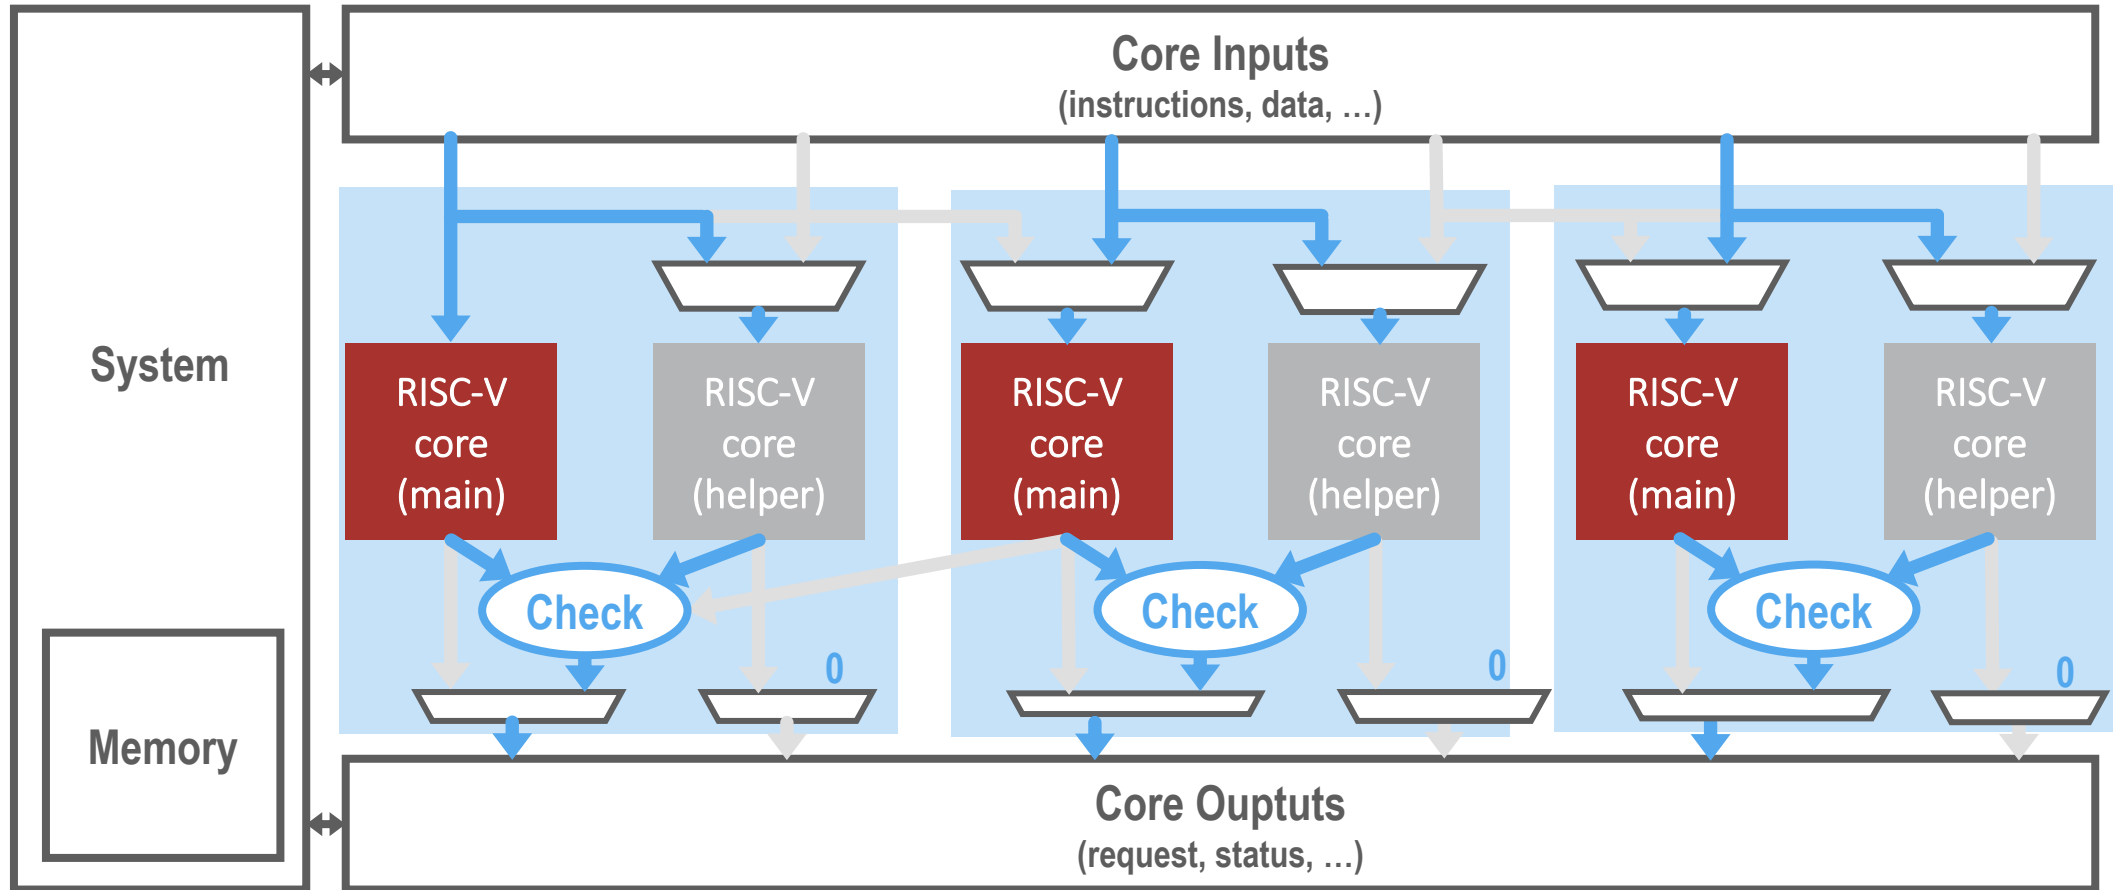 Core Inputs
(instructions, data, …)
System
Memory
RISC-V
core
(main)
RISC-V
core
(helper)
RISC-V
core
(main)
RISC-V
core
(helper)
RISC-V
core
(main)
RISC-V
core
(helper)
Check
0
Check
0
Check
0
Core Ouptuts
(request, status, …)